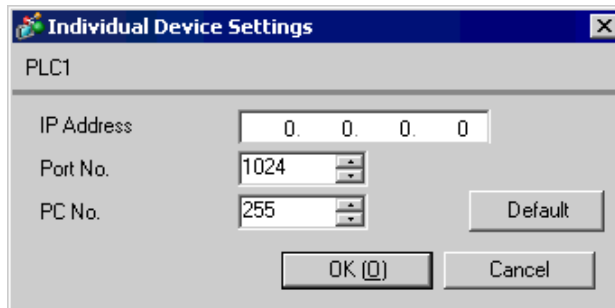 Individual Device Settings
PLC1
IP Address 0. 0. 0. 0
Port No. 1024
PC No. 255 Default
OK (O) Cancel